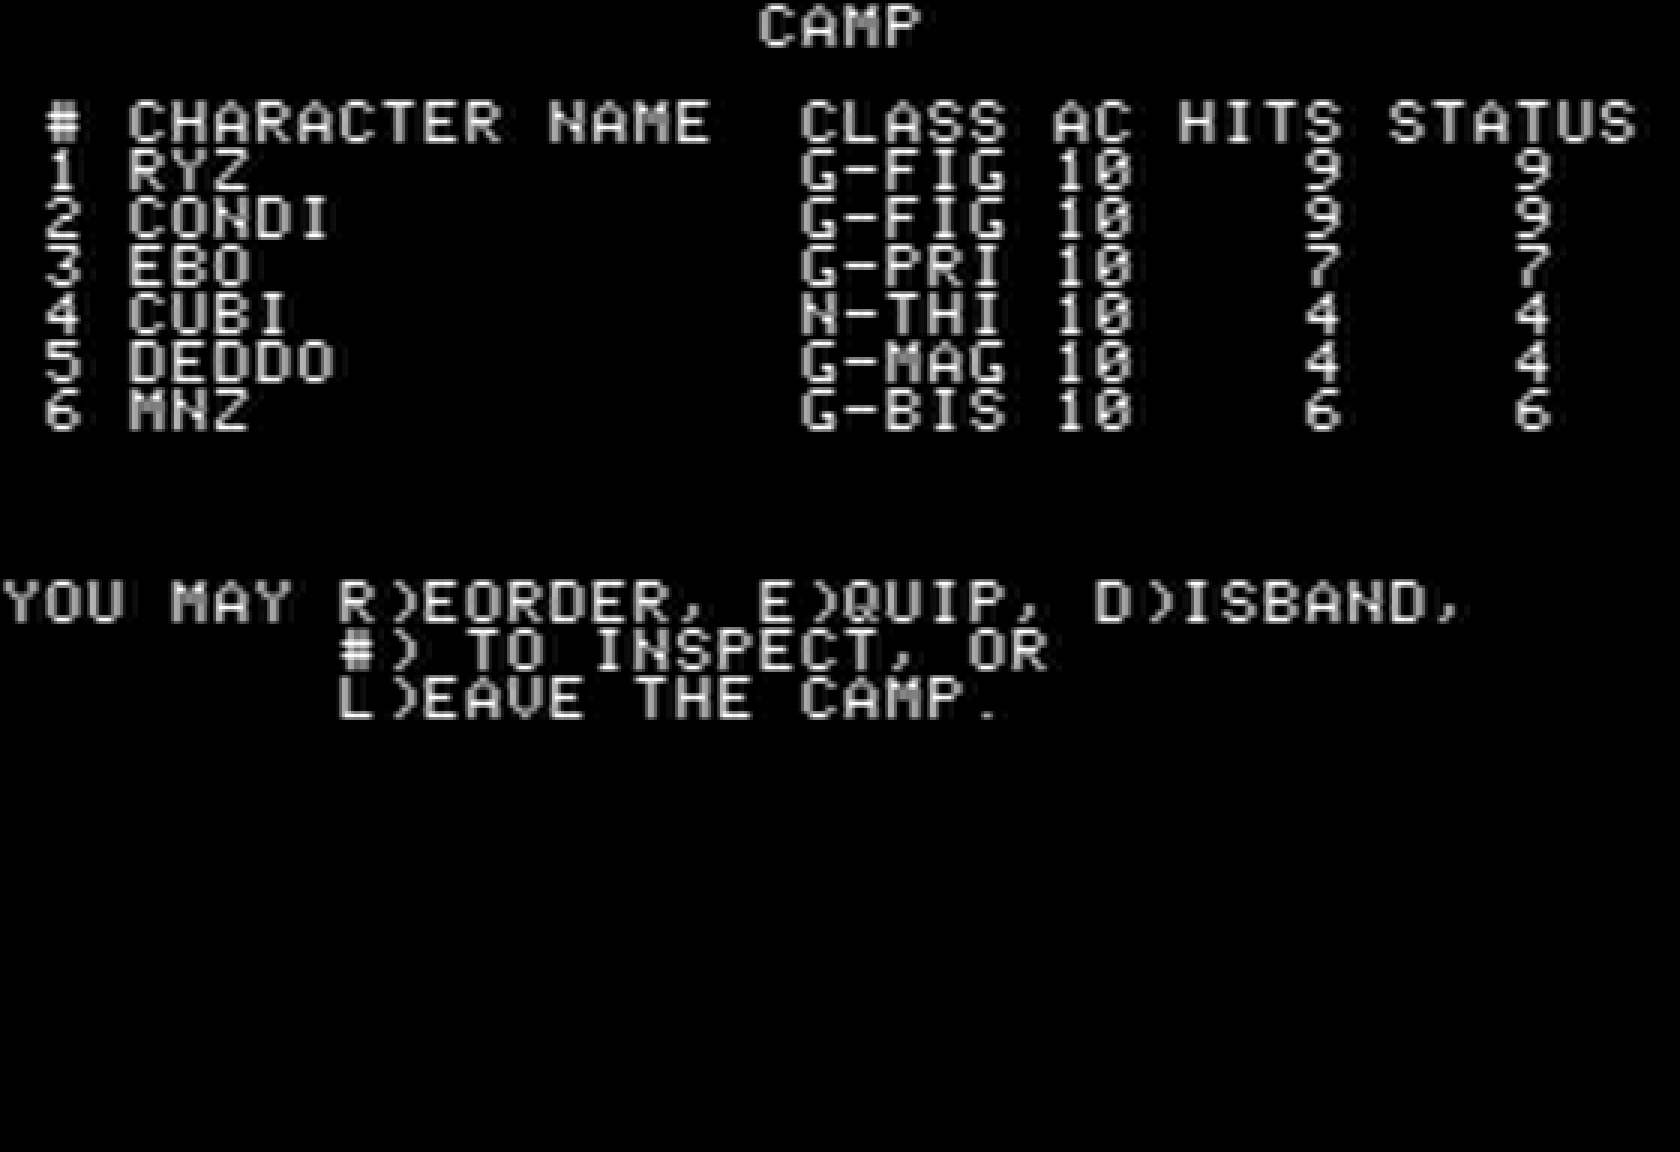 CAMP
# CHARACTER NAME CLASS AC HITS STATUS
1 RYZ G-FIG 10 9 9
2 CONDI G-FIG 10 9 9
3 EBO G-PRI 10 7 7
4 CUBI N-THI 10 4 4
5 DEDDO G-MAG 10 4 4
6 MNZ G-BIS 10 6 6
YOU MAY R)EORDER, E)QUIP, D)ISBAND,
#) TO INSPECT, OR
L)EAVE THE CAMP.